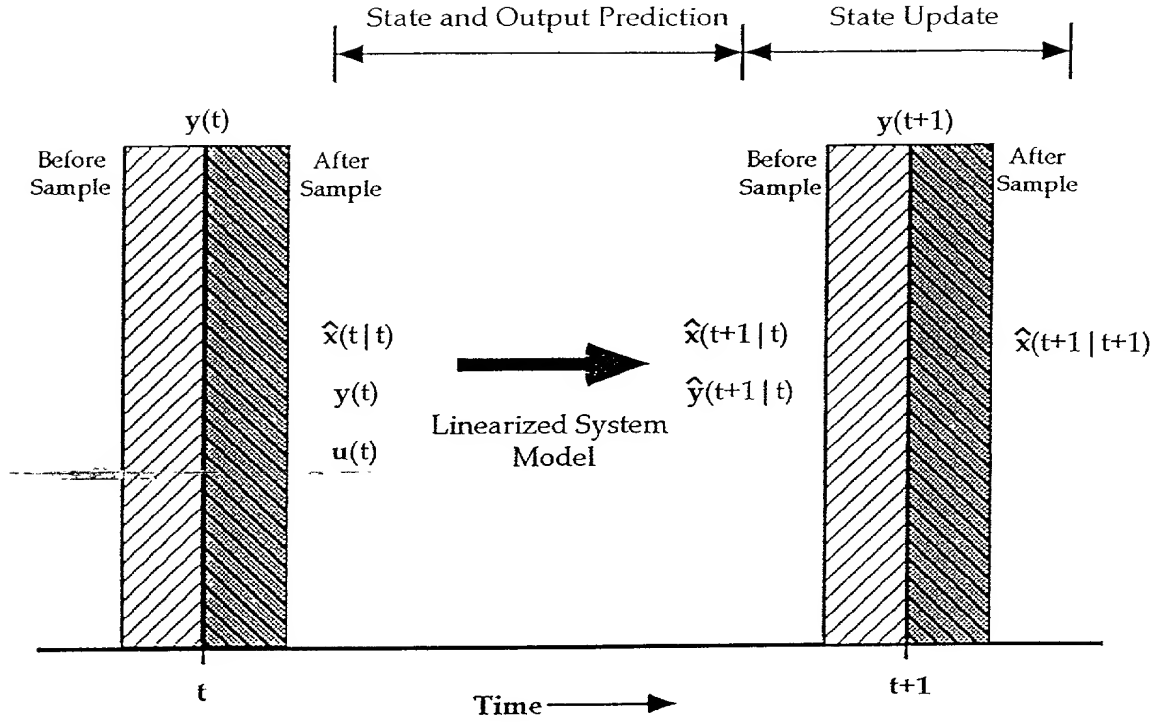 State and Output Prediction
State Update
y(t)
y(t+1)
Before
Sample
After
Sample
Before
Sample
After
Sample
x̂(t|t)
y(t)
u(t)
Linearized System
Model
x̂(t+1|t)
ŷ(t+1|t)
x̂(t+1|t+1)
t
t+1
Time